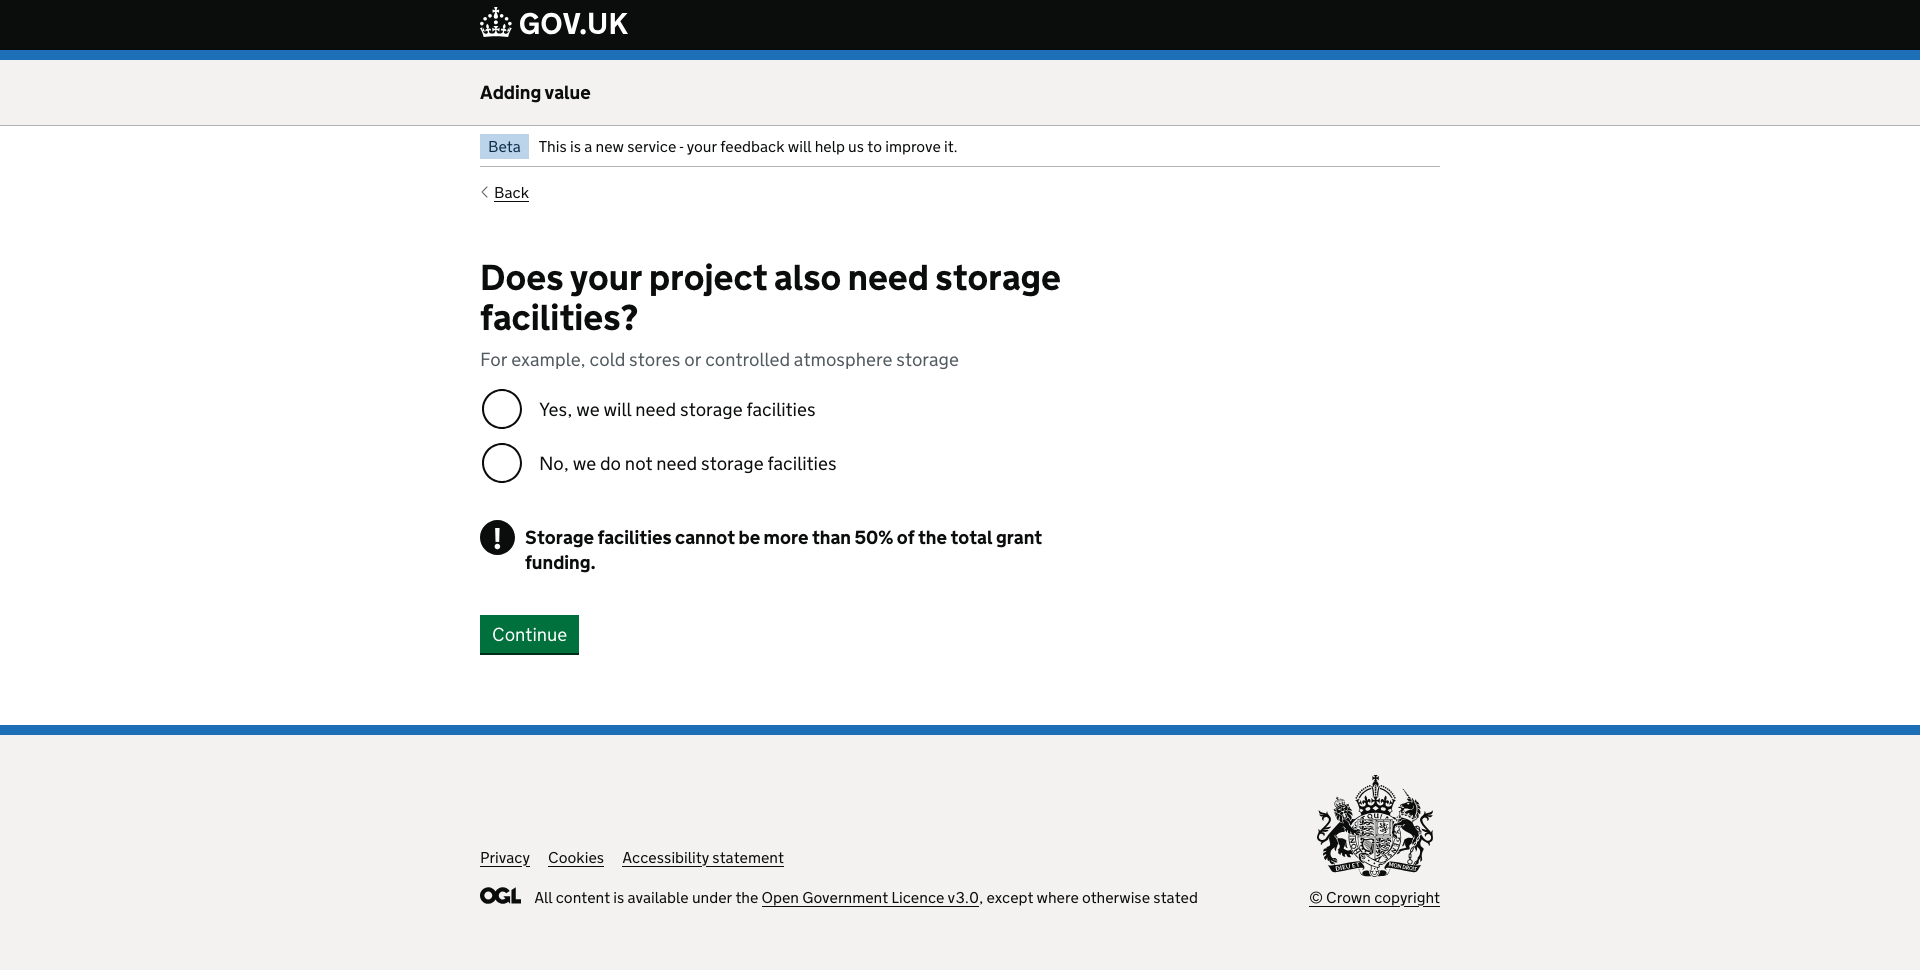 GOV.UK
Adding value
Beta This is a new service - your feedback will help us to improve it.
Back
Does your project also need storage
facilities?
For example, cold stores or controlled atmosphere storage
Yes, we will need storage facilities
No, we do not need storage facilities
! Storage facilities cannot be more than 50% of the total grant
funding.
Continue
Privacy Cookies Accessibility statement
OGL All content is available under the Open Government Licence v3.0, except where otherwise stated
© Crown copyright